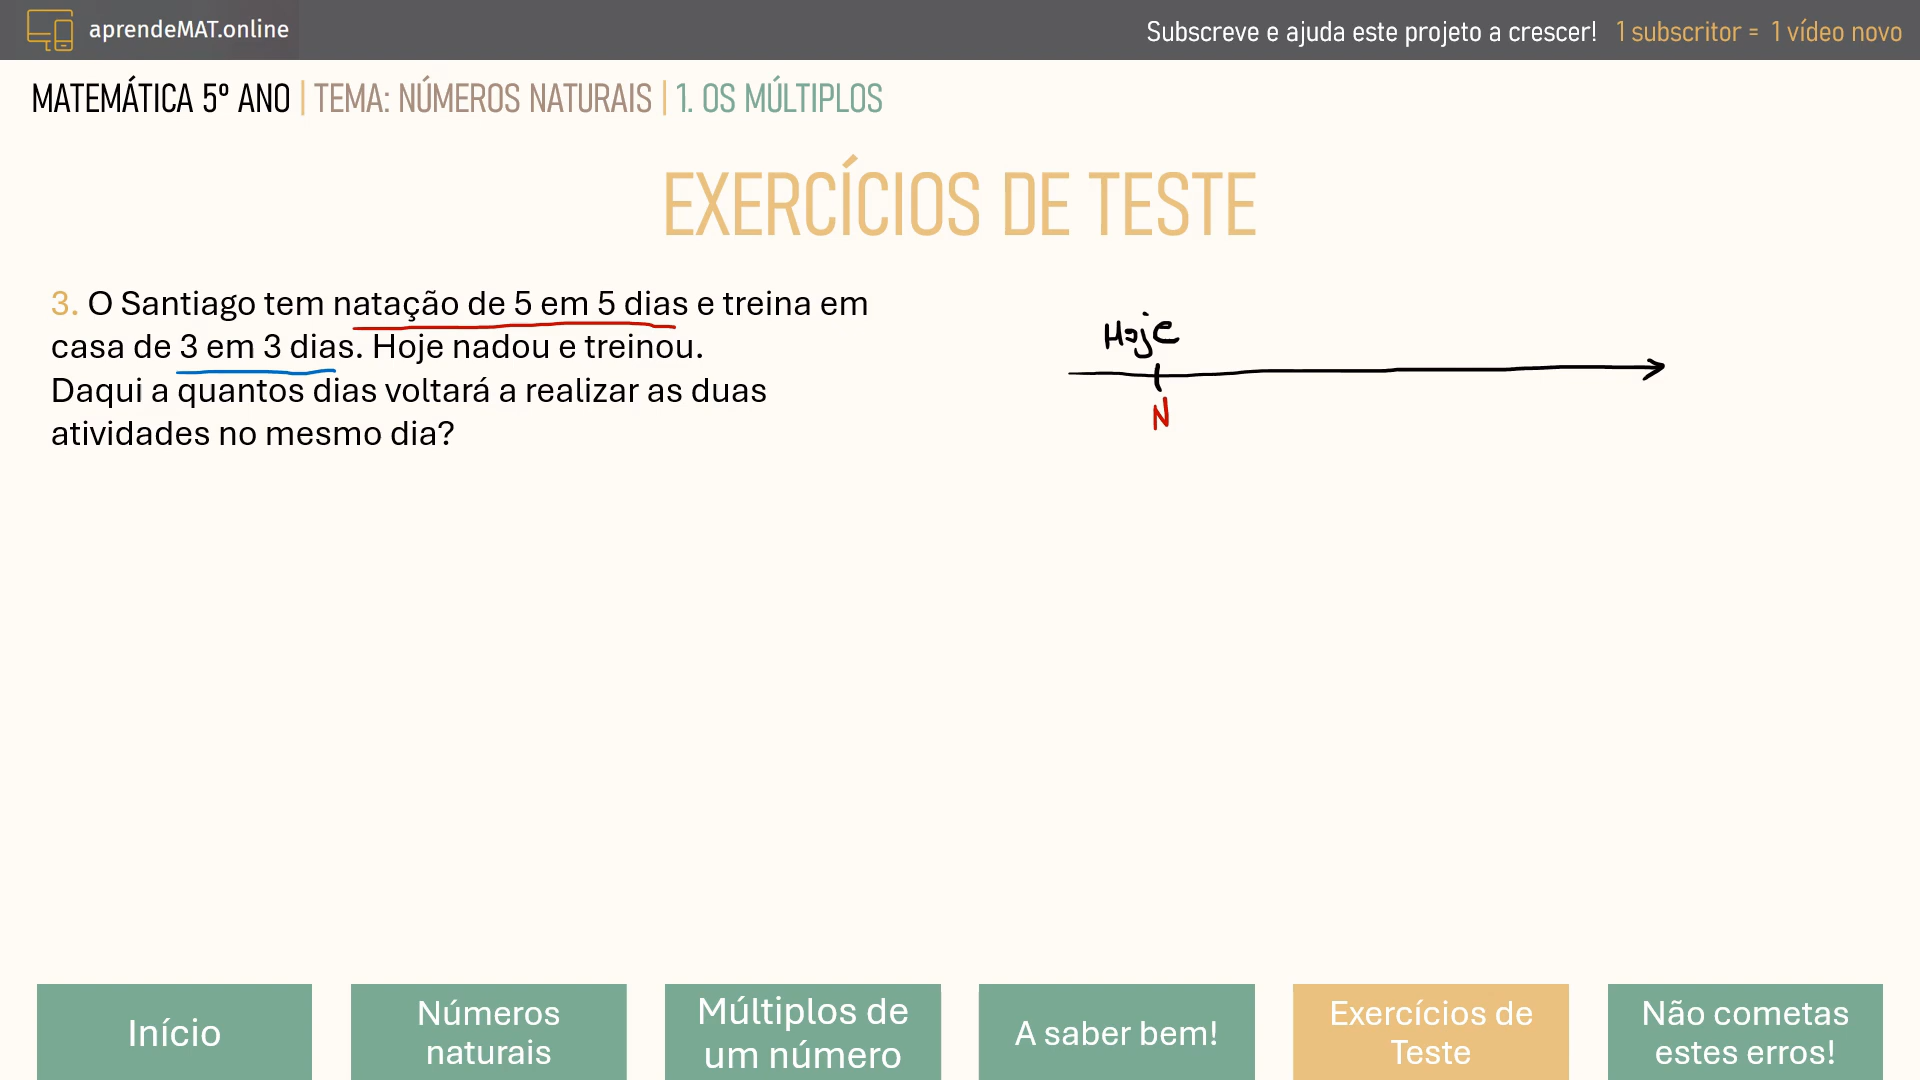 aprendeMAT.online
Subscreve e ajuda este projeto a crescer! 1 subscritor = 1 vídeo novo
MATEMÁTICA 5º ANO | TEMA: NÚMEROS NATURAIS | 1. OS MÚLTIPLOS
EXERCÍCIOS DE TESTE
3. O Santiago tem natação de 5 em 5 dias e treina em
casa de 3 em 3 dias. Hoje nadou e treinou.
Daqui a quantos dias voltará a realizar as duas
atividades no mesmo dia?
Hoje
N
Início
Números
naturais
Múltiplos de
um número
A saber bem!
Exercícios de
Teste
Não cometas
estes erros!